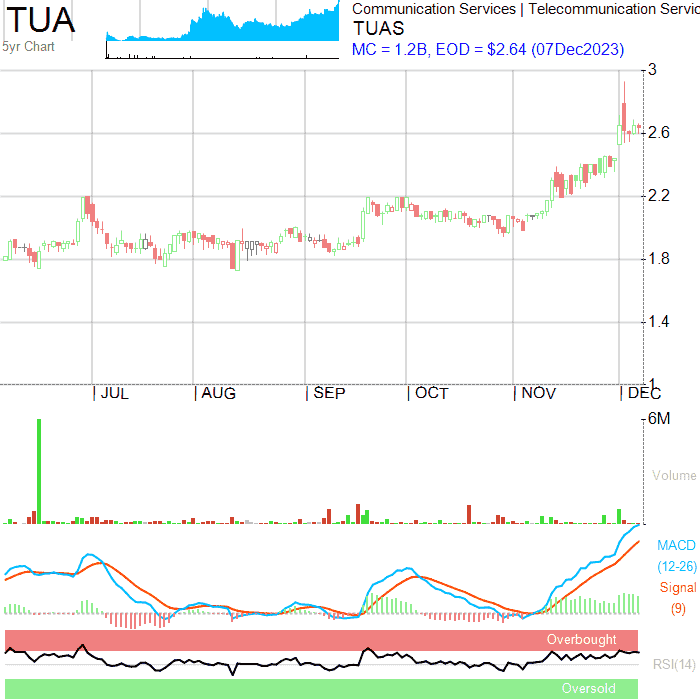 TUA
5yr Chart
Communication Services | Telecommunication Servic
TUAS
MC = 1.2B, EOD = $2.64 (07Dec2023)
3
2.6
2.2
1.8
1.4
1
JUL AUG SEP OCT NOV DEC
6M
Volume
MACD
(12-26)
Signal
(9)
Overbought
RSI(14)
Oversold